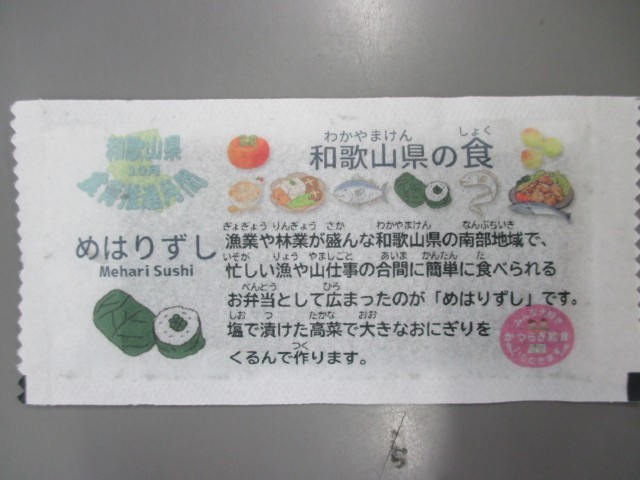 和歌山県
わかやまけん しょく
和歌山県の食
めはりずし
Mehari Sushi
ぎょぎょう りんぎょう さか わかやまけん なんぶちいき
漁業や林業が盛んな和歌山県の南部地域で、
いそが りょう やましごと あいま かんたん た
忙しい漁や山仕事の合間に簡単に食べられる
べんとう ひろ
お弁当として広まったのが「めはりずし」です。
しお つ たかな おお
塩で漬けた高菜で大きなおにぎりを
つく
くるんで作ります。
かつらぎ給食